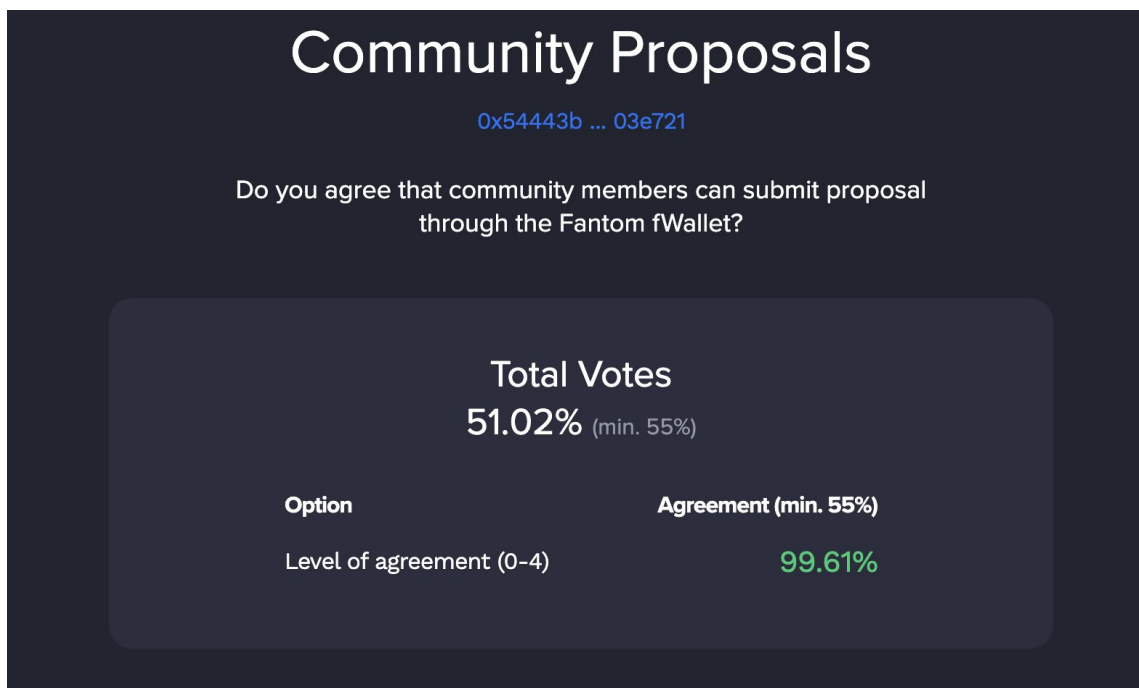 Community Proposals
0x54443b ... 03e721
Do you agree that community members can submit proposal
through the Fantom fWallet?
Total Votes
51.02% (min. 55%)
Option Agreement (min. 55%)
Level of agreement (0-4) 99.61%